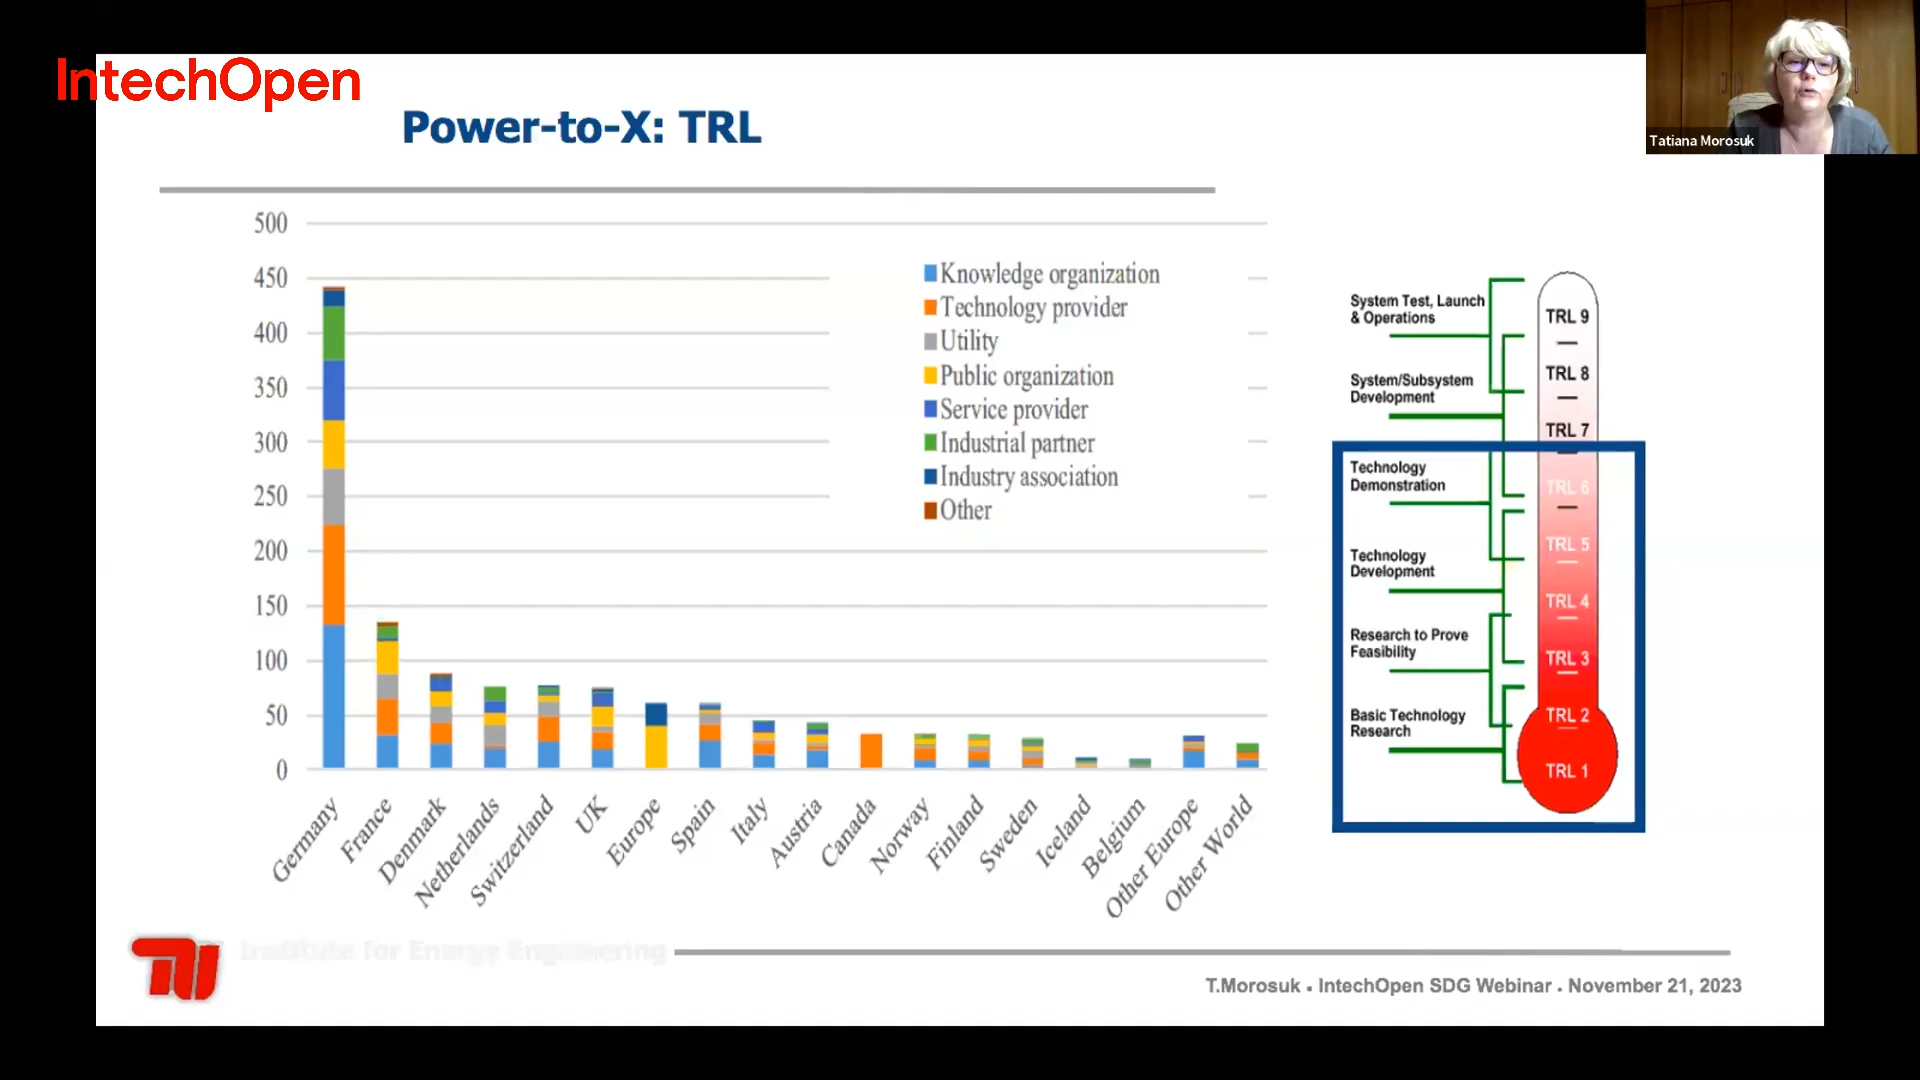 IntechOpen
Tatiana Morosuk
Power-to-X: TRL
500
450
400
350
300
250
200
150
100
50
0
Knowledge organization
Technology provider
Utility
Public organization
Service provider
Industrial partner
Industry association
Other
Germany
France
Denmark
Netherlands
Switzerland
UK
Europe
Spain
Italy
Austria
Canada
Norway
Finland
Sweden
Iceland
Belgium
Other Europe
Other World
System Test, Launch
& Operations
System/Subsystem
Development
Technology
Demonstration
Technology
Development
Research to Prove
Feasibility
Basic Technology
Research
TRL 9
TRL 8
TRL 7
TRL 6
TRL 5
TRL 4
TRL 3
TRL 2
TRL 1
Institute for Energy Engineering
T.Morosuk • IntechOpen SDG Webinar • November 21, 2023